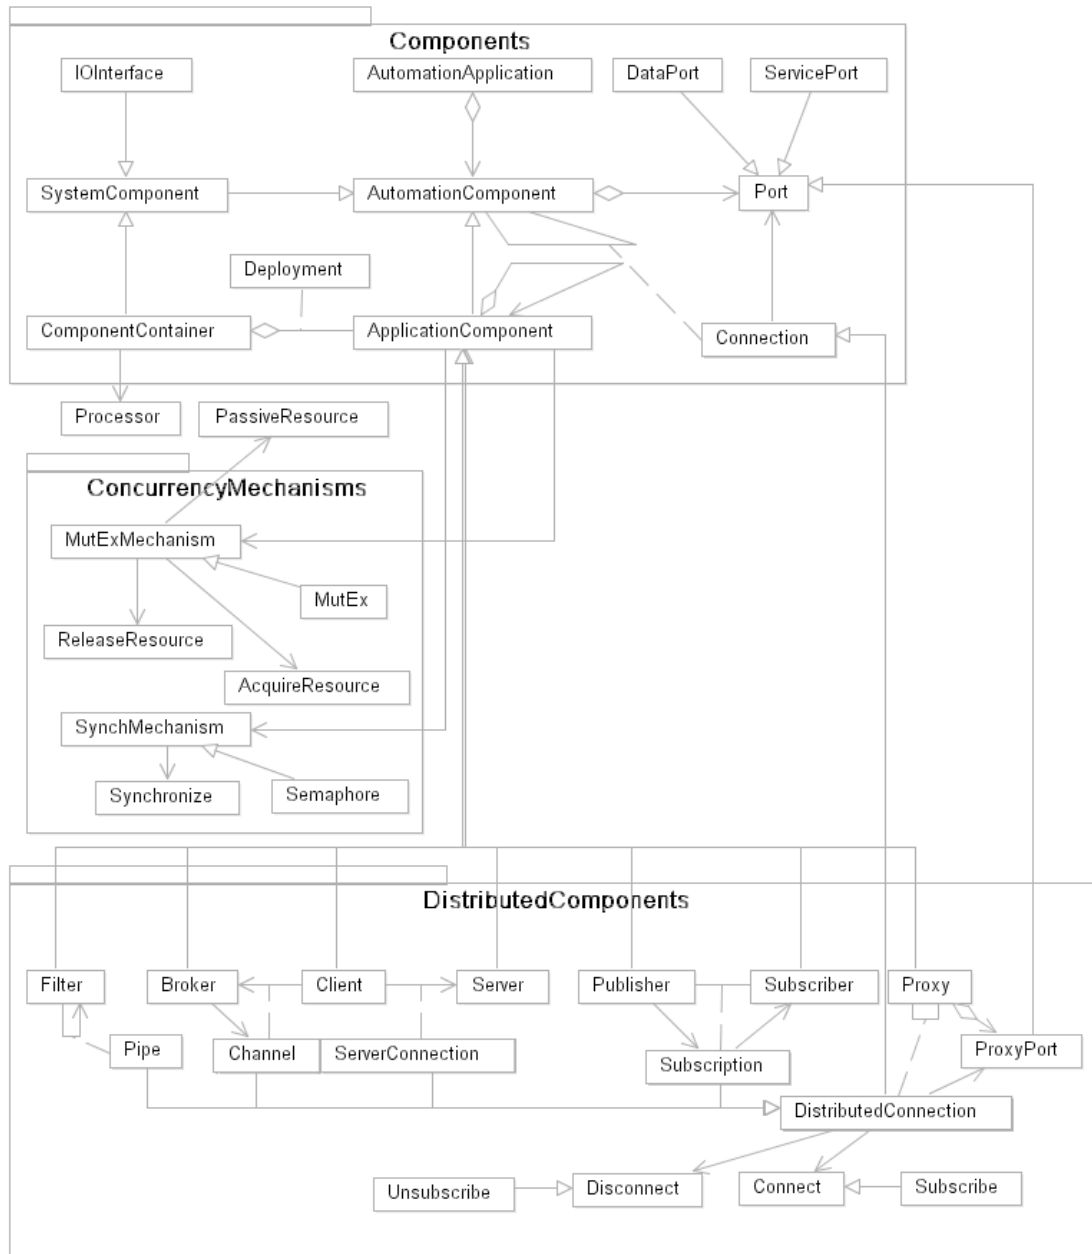 Components
IOInterface
AutomationApplication
DataPort
ServicePort
SystemComponent
AutomationComponent
Port
Deployment
ComponentContainer
ApplicationComponent
Connection
Processor
PassiveResource
ConcurrencyMechanisms
MutExMechanism
MutEx
ReleaseResource
AcquireResource
SynchMechanism
Synchronize
Semaphore
DistributedComponents
Filter
Broker
Client
Server
Publisher
Subscriber
Proxy
Pipe
Channel
ServerConnection
Subscription
ProxyPort
DistributedConnection
Unsubscribe
Disconnect
Connect
Subscribe